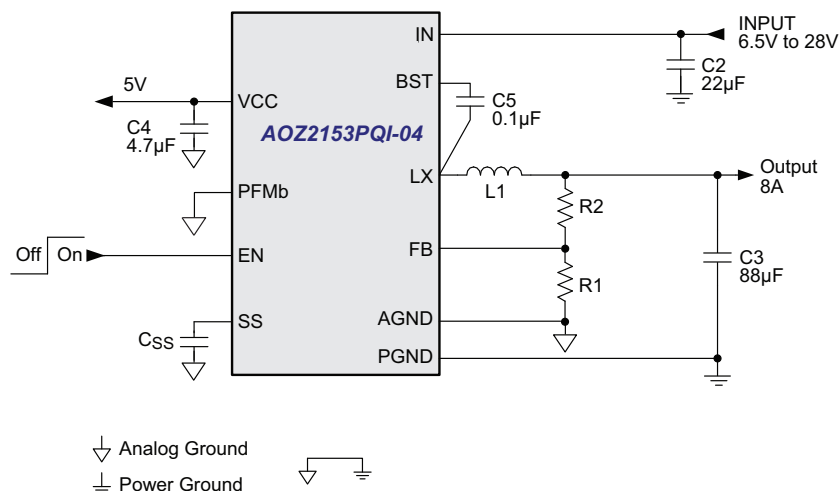 INPUT
6.5V to 28V
IN
C2
22µF
5V
BST
VCC
C5
0.1µF
C4
4.7µF
AOZ2153PQI-04
Output
8A
LX
L1
PFMb
R2
Off
On
EN
FB
C3
88µF
R1
SS
CSS
AGND
PGND
Analog Ground
Power Ground